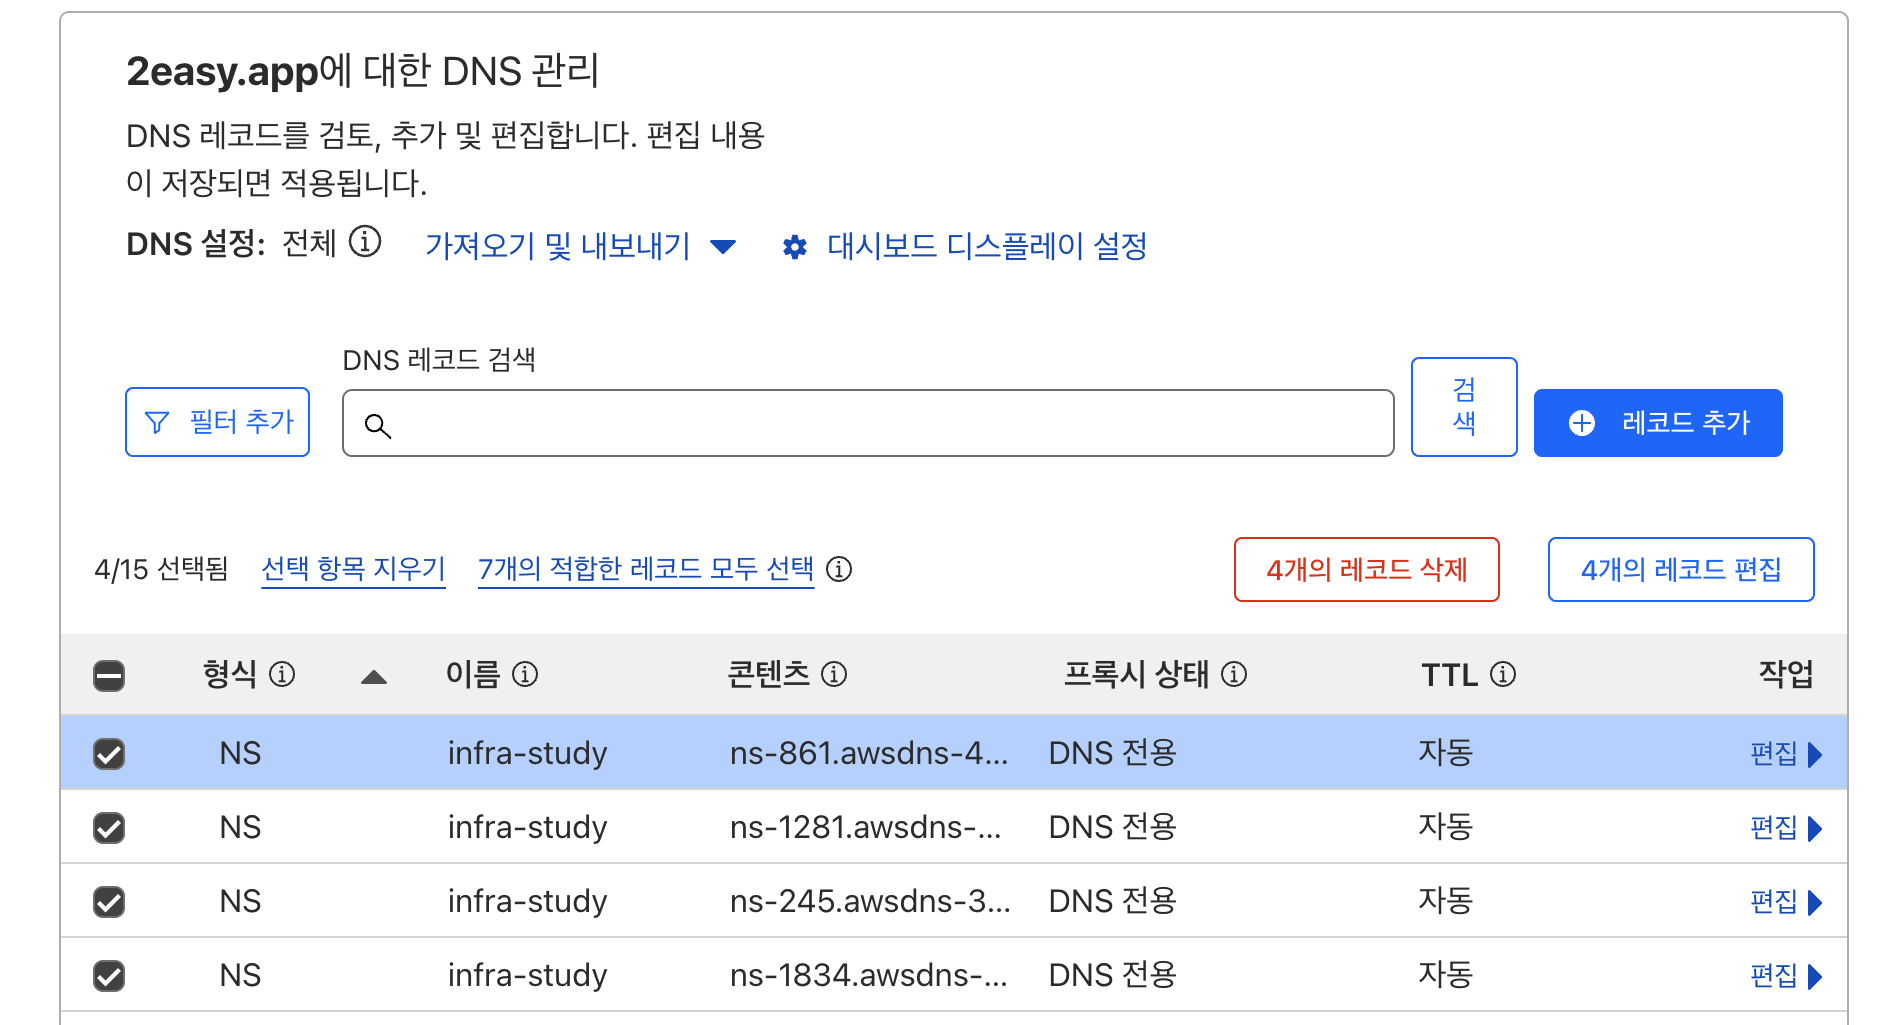 2easy.app에 대한 DNS 관리
DNS 레코드를 검토, 추가 및 편집합니다. 편집 내용
이 저장되면 적용됩니다.
DNS 설정: 전체 가져오기 및 내보내기 대시보드 디스플레이 설정
DNS 레코드 검색
필터 추가
검
색
레코드 추가
4/15 선택됨 선택 항목 지우기 7개의 적합한 레코드 모두 선택 4개의 레코드 삭제 4개의 레코드 편집
형식 이름 콘텐츠 프록시 상태 TTL 작업
NS infra-study ns-861.awsdns-4... DNS 전용 자동 편집
NS infra-study ns-1281.awsdns-... DNS 전용 자동 편집
NS infra-study ns-245.awsdns-3... DNS 전용 자동 편집
NS infra-study ns-1834.awsdns-... DNS 전용 자동 편집